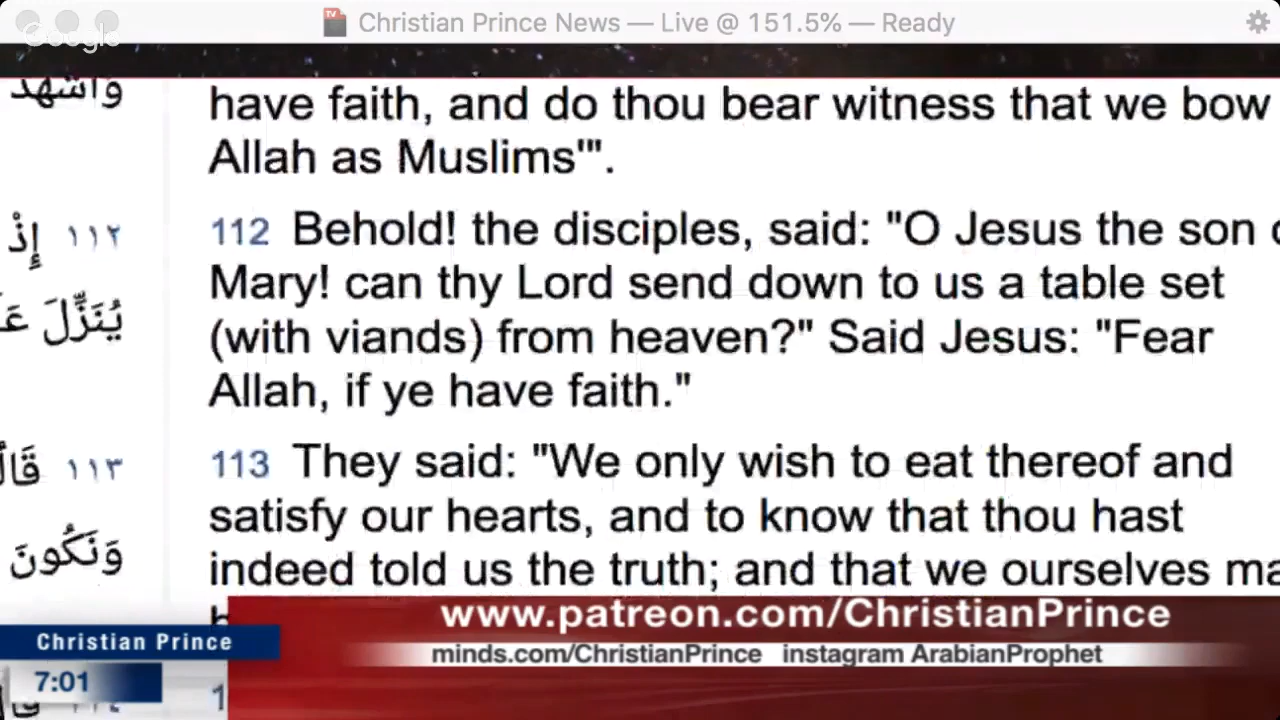 Christian Prince News — Live @ 151.5% — Ready
Google
have faith, and do thou bear witness that we bow
وَاشْهَدْ
Allah as Muslims'".
112 Behold! the disciples, said: "O Jesus the son
١١٢ إِذْ
Mary! can thy Lord send down to us a table set
يُنَزِّلَ
(with viands) from heaven?" Said Jesus: "Fear
Allah, if ye have faith."
113 They said: "We only wish to eat thereof and
١١٣
satisfy our hearts, and to know that thou hast
وَنَكُونَ
indeed told us the truth; and that we ourselves
www.patreon.com/ChristianPrince
Christian Prince
minds.com/ChristianPrince instagram ArabianProphet
7:01